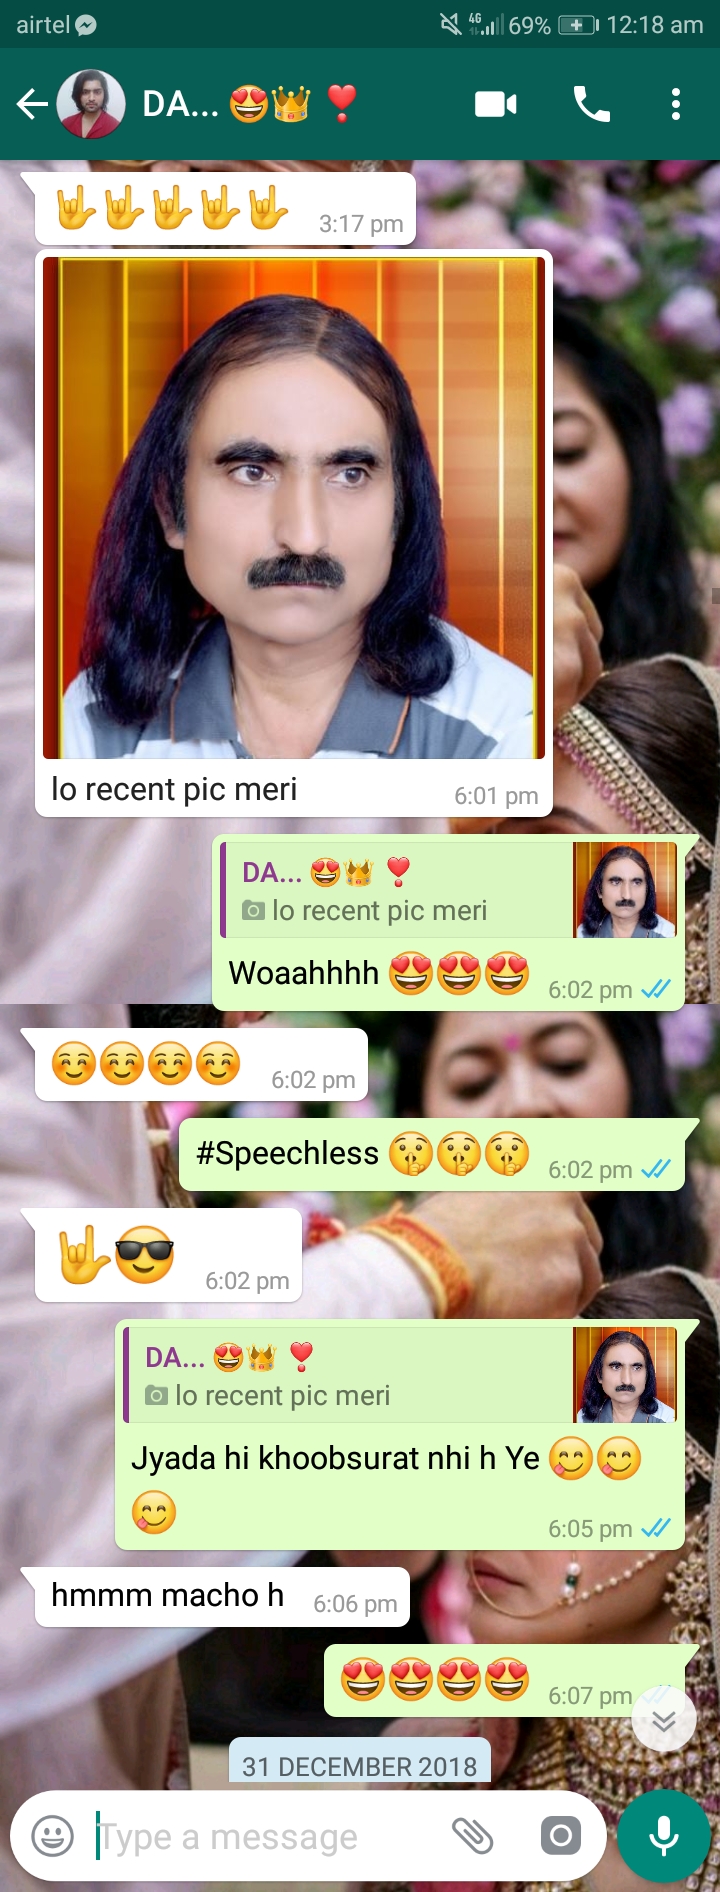 airtel 4G 69% 12:18 am
DA... 😍👑 ❣️
🤟🤟🤟🤟🤟 3:17 pm
lo recent pic meri 6:01 pm
DA... 😍👑 ❣️
lo recent pic meri
Woaahhhh 😍😍😍 6:02 pm
☺️☺️☺️☺️ 6:02 pm
#Speechless 🤫🤫🤫 6:02 pm
🤟😎 6:02 pm
DA... 😍👑 ❣️
lo recent pic meri
Jyada hi khoobsurat nhi h Ye 😋😋
😋 6:05 pm
hmmm macho h 6:06 pm
😍😍😍😍 6:07 pm
31 DECEMBER 2018
Type a message